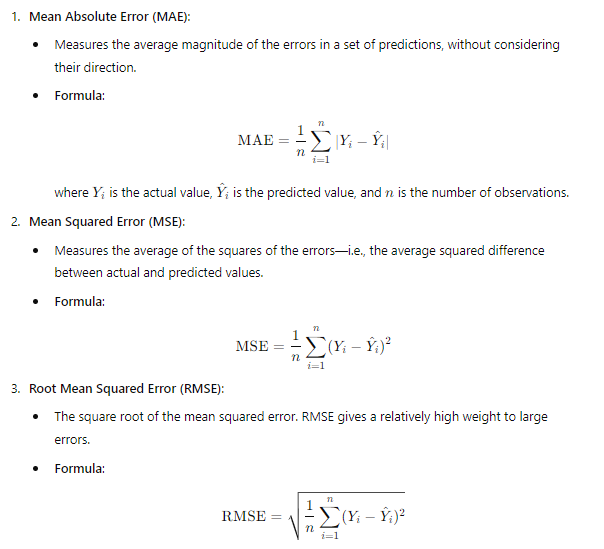 1. Mean Absolute Error (MAE):
• Measures the average magnitude of the errors in a set of predictions, without considering
their direction.
• Formula:
MAE = \frac{1}{n} \sum_{i=1}^{n} |Y_i − \hat{Y}_i|
where Y_i is the actual value, \hat{Y}_i is the predicted value, and n is the number of observations.
2. Mean Squared Error (MSE):
• Measures the average of the squares of the errors—i.e., the average squared difference
between actual and predicted values.
• Formula:
MSE = \frac{1}{n} \sum_{i=1}^{n} (Y_i − \hat{Y}_i)^2
3. Root Mean Squared Error (RMSE):
• The square root of the mean squared error. RMSE gives a relatively high weight to large
errors.
• Formula:
RMSE = \sqrt{\frac{1}{n} \sum_{i=1}^{n} (Y_i − \hat{Y}_i)^2}